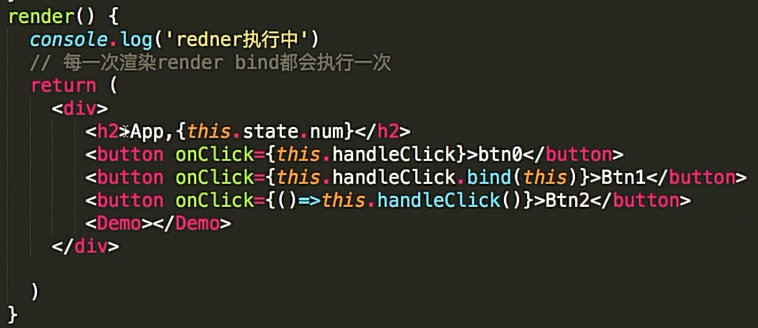 render() {
console.log('redner执行中')
// 每一次渲染render bind都会执行一次
return (
<div>
<h2>App,{this.state.num}</h2>
<button onClick={this.handleClick}>btn0</button>
<button onClick={this.handleClick.bind(this)}>Btn1</button>
<button onClick={()=>this.handleClick()}>Btn2</button>
<Demo></Demo>
</div>
)
}